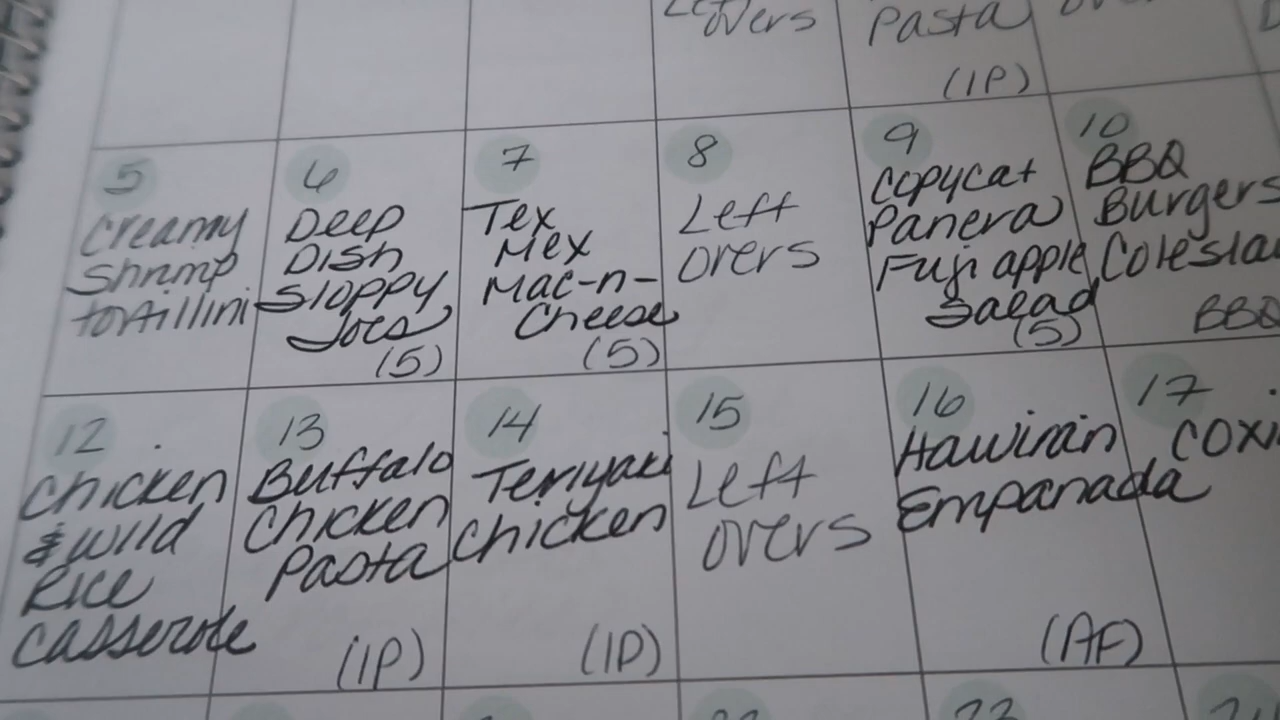 overs
Pasta
(IP)
5
Creamy
Shrimp
tortillini
6
Deep
Dish
Sloppy
Joes
(5)
7
Tex
Mex
Mac-n-
Cheese
(5)
8
Left
overs
9
Copycat
Panera
Fuji apple
Salad
(5)
10
BBQ
Burgers
BBQ
12
Chicken
& Wild
Rice
Casserole
13
Buffalo
Chicken
Pasta
(IP)
14
Teriyaki
Chicken
(IP)
15
Left
overs
16
Hawiian
Empanada
(AF)
17
23